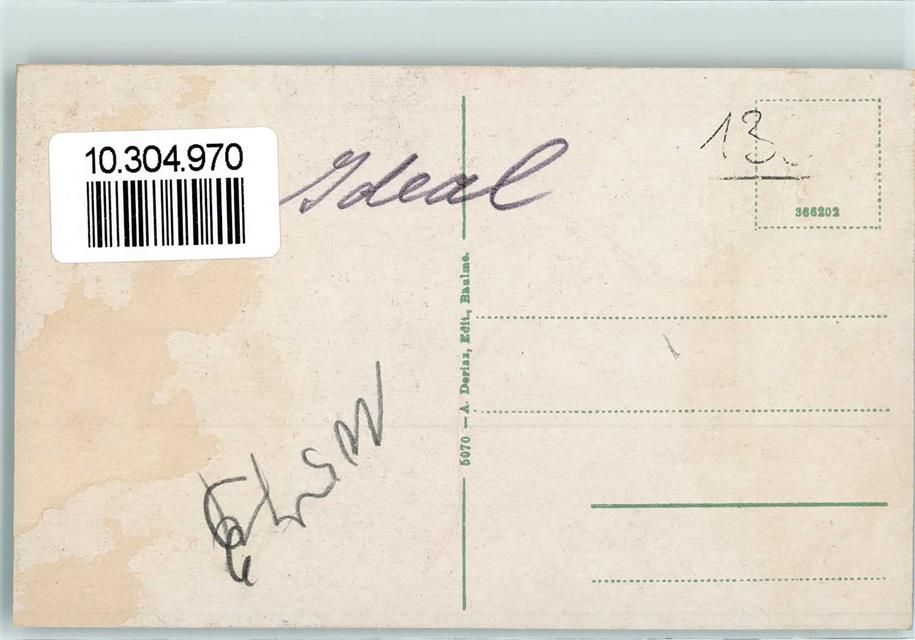 10.304.970
Ideal
13.
366202
5070 — A. Deriaz, Edit., Baulme.